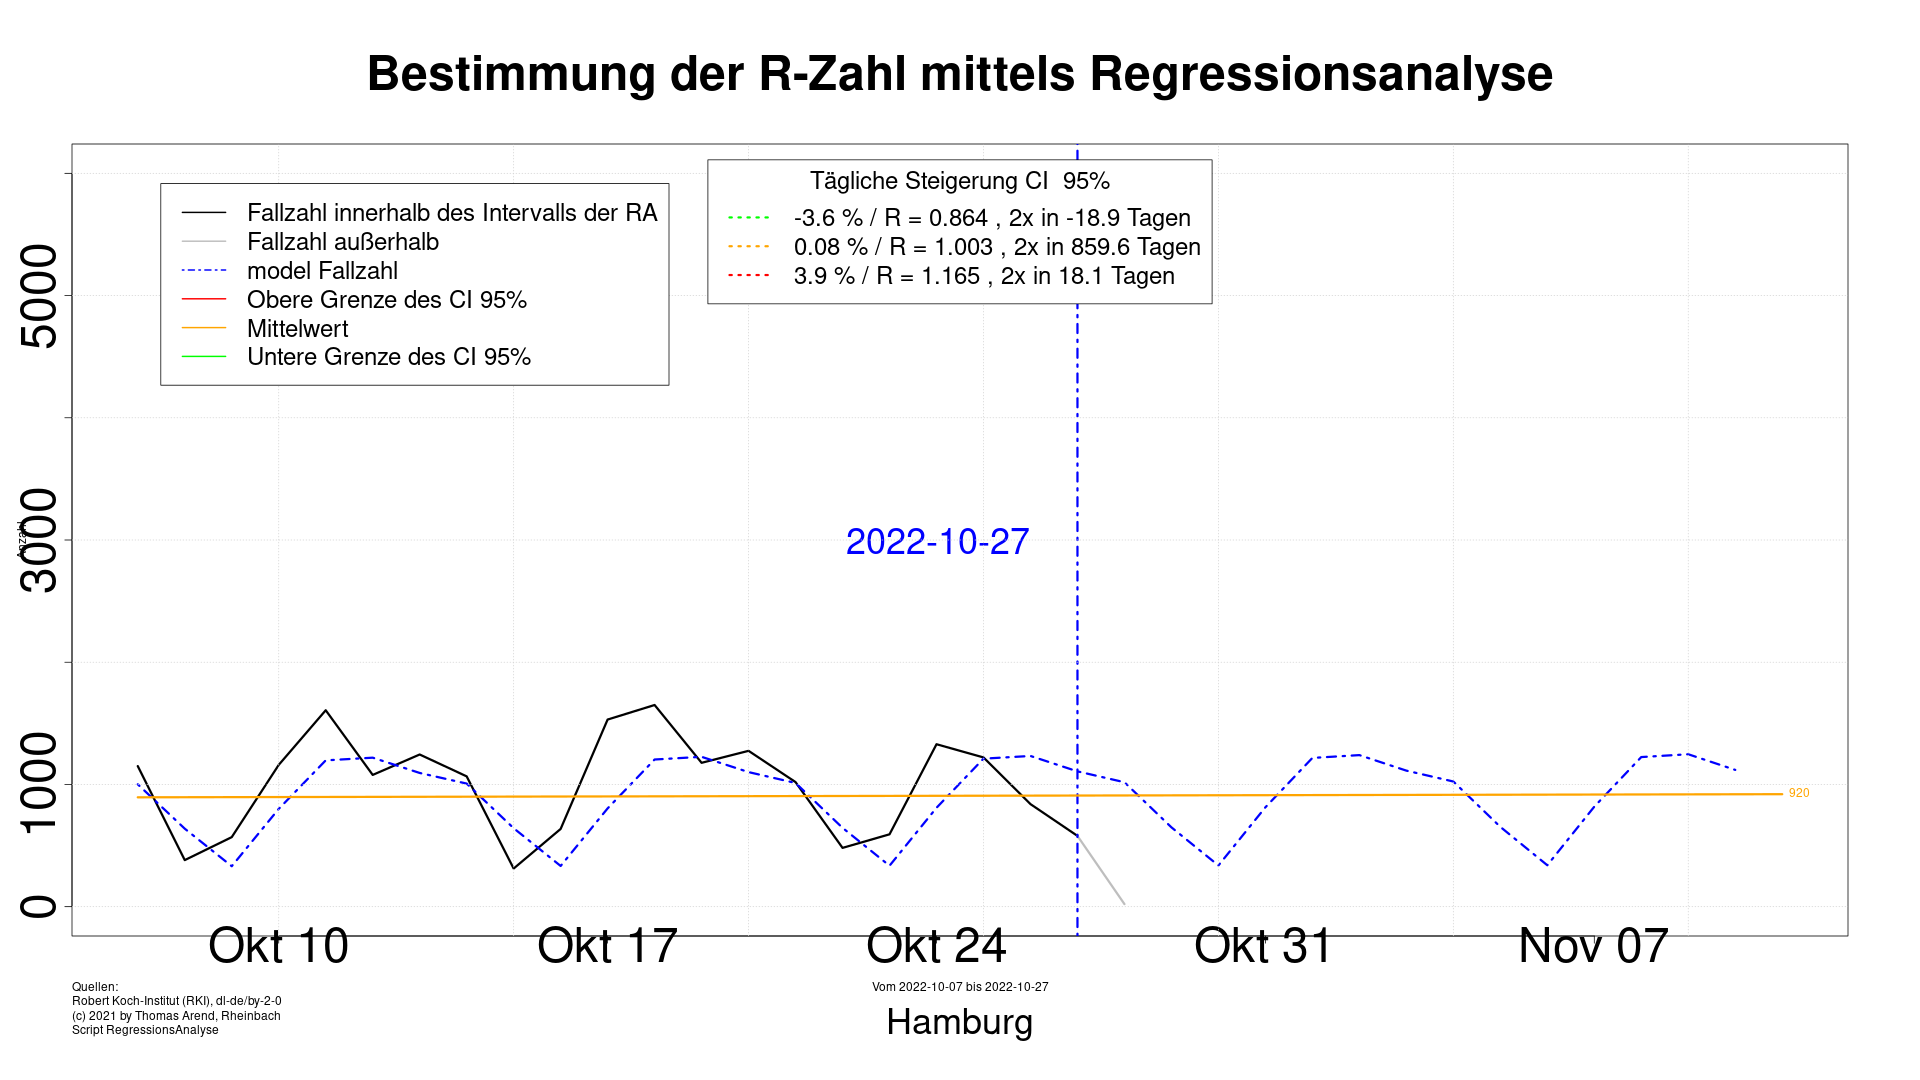 Bestimmung der R-Zahl mittels Regressionsanalyse
Fallzahl innerhalb des Intervalls der RA
Fallzahl außerhalb
model Fallzahl
Obere Grenze des CI 95%
Mittelwert
Untere Grenze des CI 95%
Tägliche Steigerung CI  95%
-3.6 % / R = 0.864 , 2x in -18.9 Tagen
0.08 % / R = 1.003 , 2x in 859.6 Tagen
3.9 % / R = 1.165 , 2x in 18.1 Tagen
5000
3000
1000
0
Anzahl
2022-10-27
920
Okt 10
Okt 17
Okt 24
Okt 31
Nov 07
Quellen:
Robert Koch-Institut (RKI), dl-de/by-2-0
(c) 2021 by Thomas Arend, Rheinbach
Script RegressionsAnalyse
Vom 2022-10-07 bis 2022-10-27
Hamburg